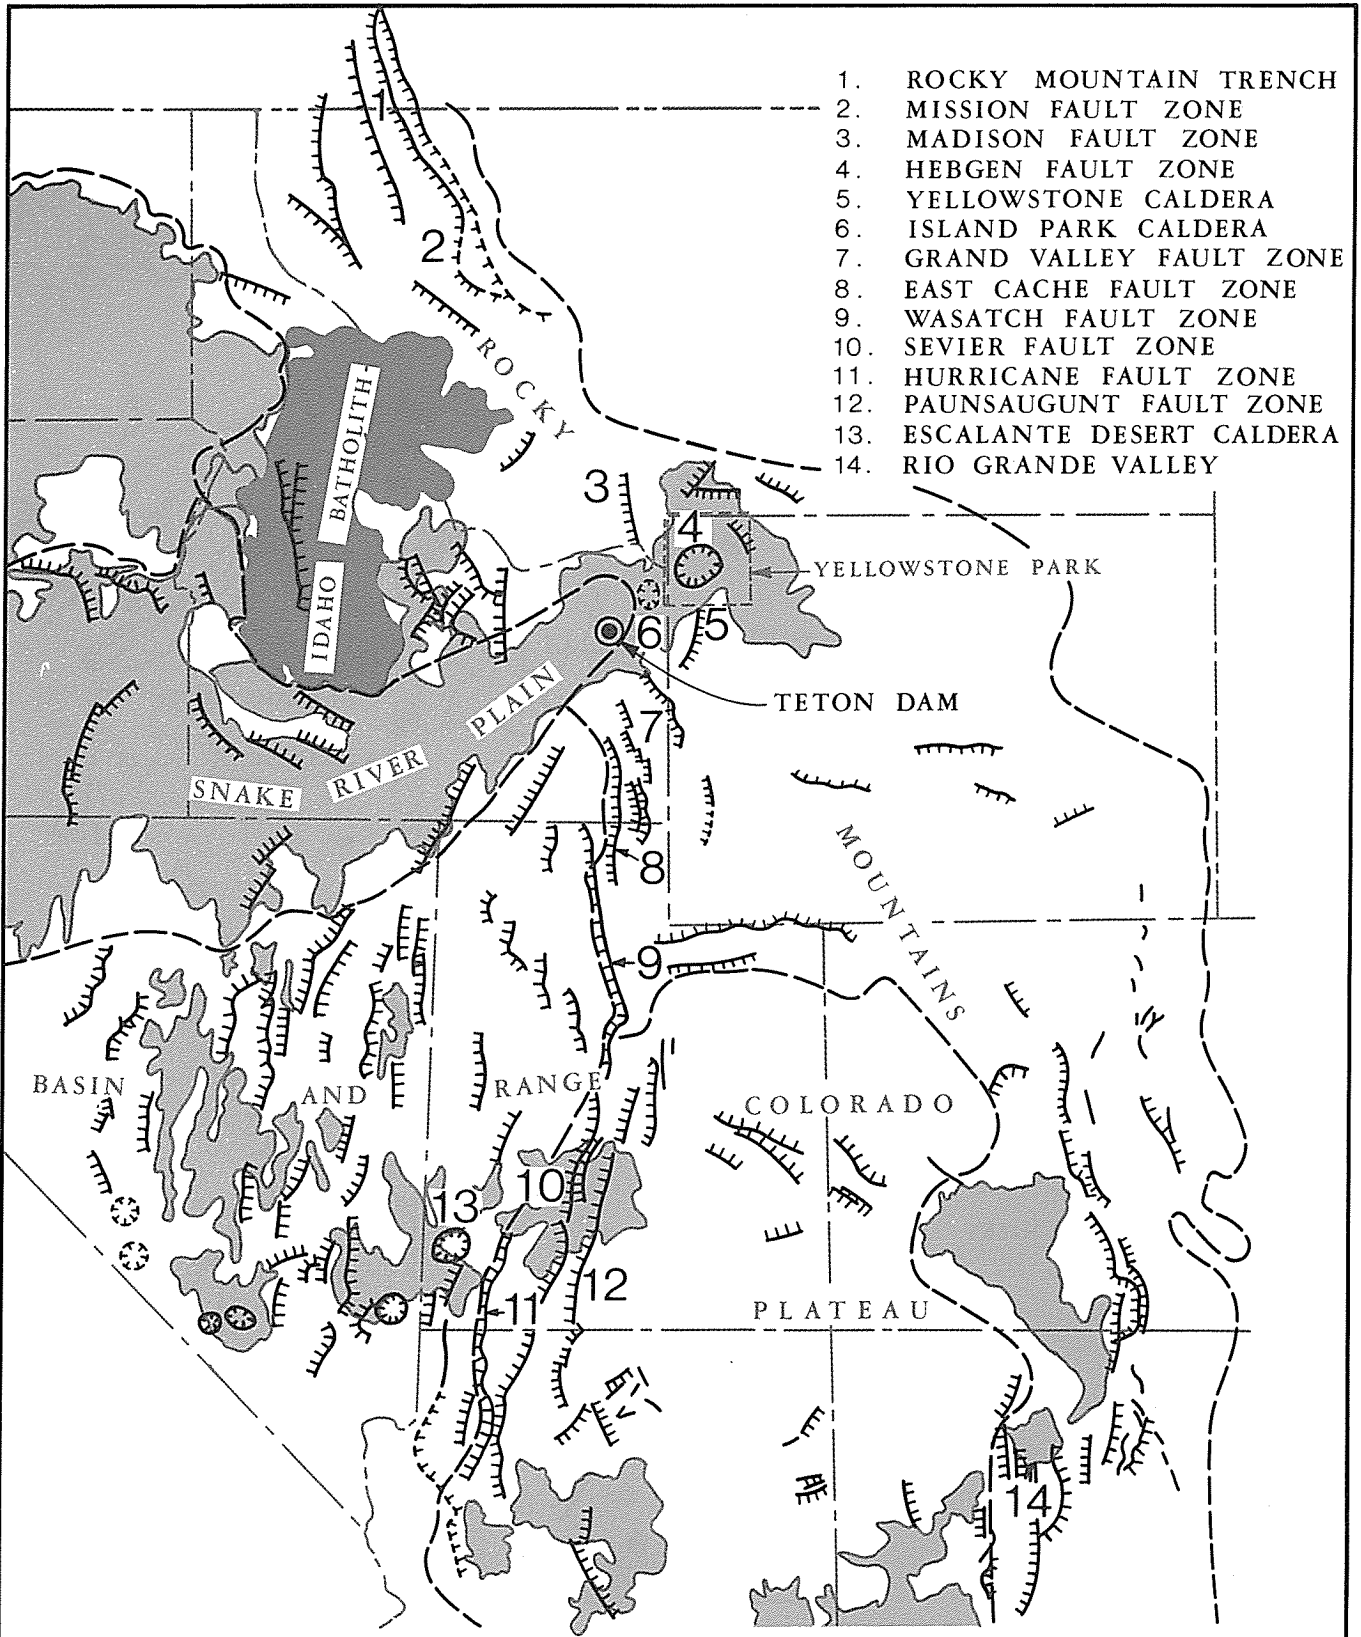 1. ROCKY MOUNTAIN TRENCH
2. MISSION FAULT ZONE
3. MADISON FAULT ZONE
4. HEBGEN FAULT ZONE
5. YELLOWSTONE CALDERA
6. ISLAND PARK CALDERA
7. GRAND VALLEY FAULT ZONE
8. EAST CACHE FAULT ZONE
9. WASATCH FAULT ZONE
10. SEVIER FAULT ZONE
11. HURRICANE FAULT ZONE
12. PAUNSAUGUNT FAULT ZONE
13. ESCALANTE DESERT CALDERA
14. RIO GRANDE VALLEY
1
2
ROCKY
IDAHO BATHOLITH
3
4
YELLOWSTONE PARK
5
6
TETON DAM
7
SNAKE RIVER PLAIN
MOUNTAINS
8
9
BASIN AND RANGE
COLORADO
10
13
12
11
PLATEAU
14